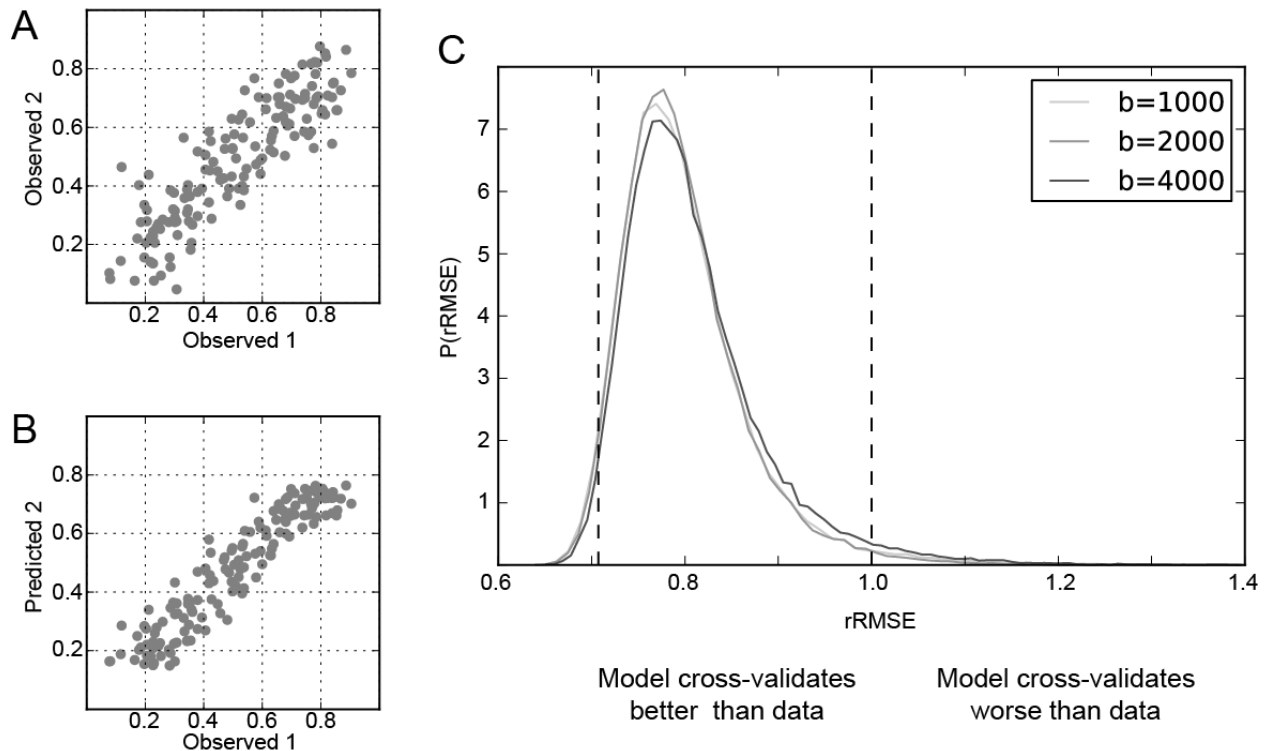 A
Observed 2
0.8
0.6
0.4
0.2
0.2 0.4 0.6 0.8
Observed 1
B
Predicted 2
0.8
0.6
0.4
0.2
0.2 0.4 0.6 0.8
Observed 1
C
P(rRMSE)
7
6
5
4
3
2
1
0.6 0.8 1.0 1.2 1.4
rRMSE
b=1000
b=2000
b=4000
Model cross-validates
better than data
Model cross-validates
worse than data